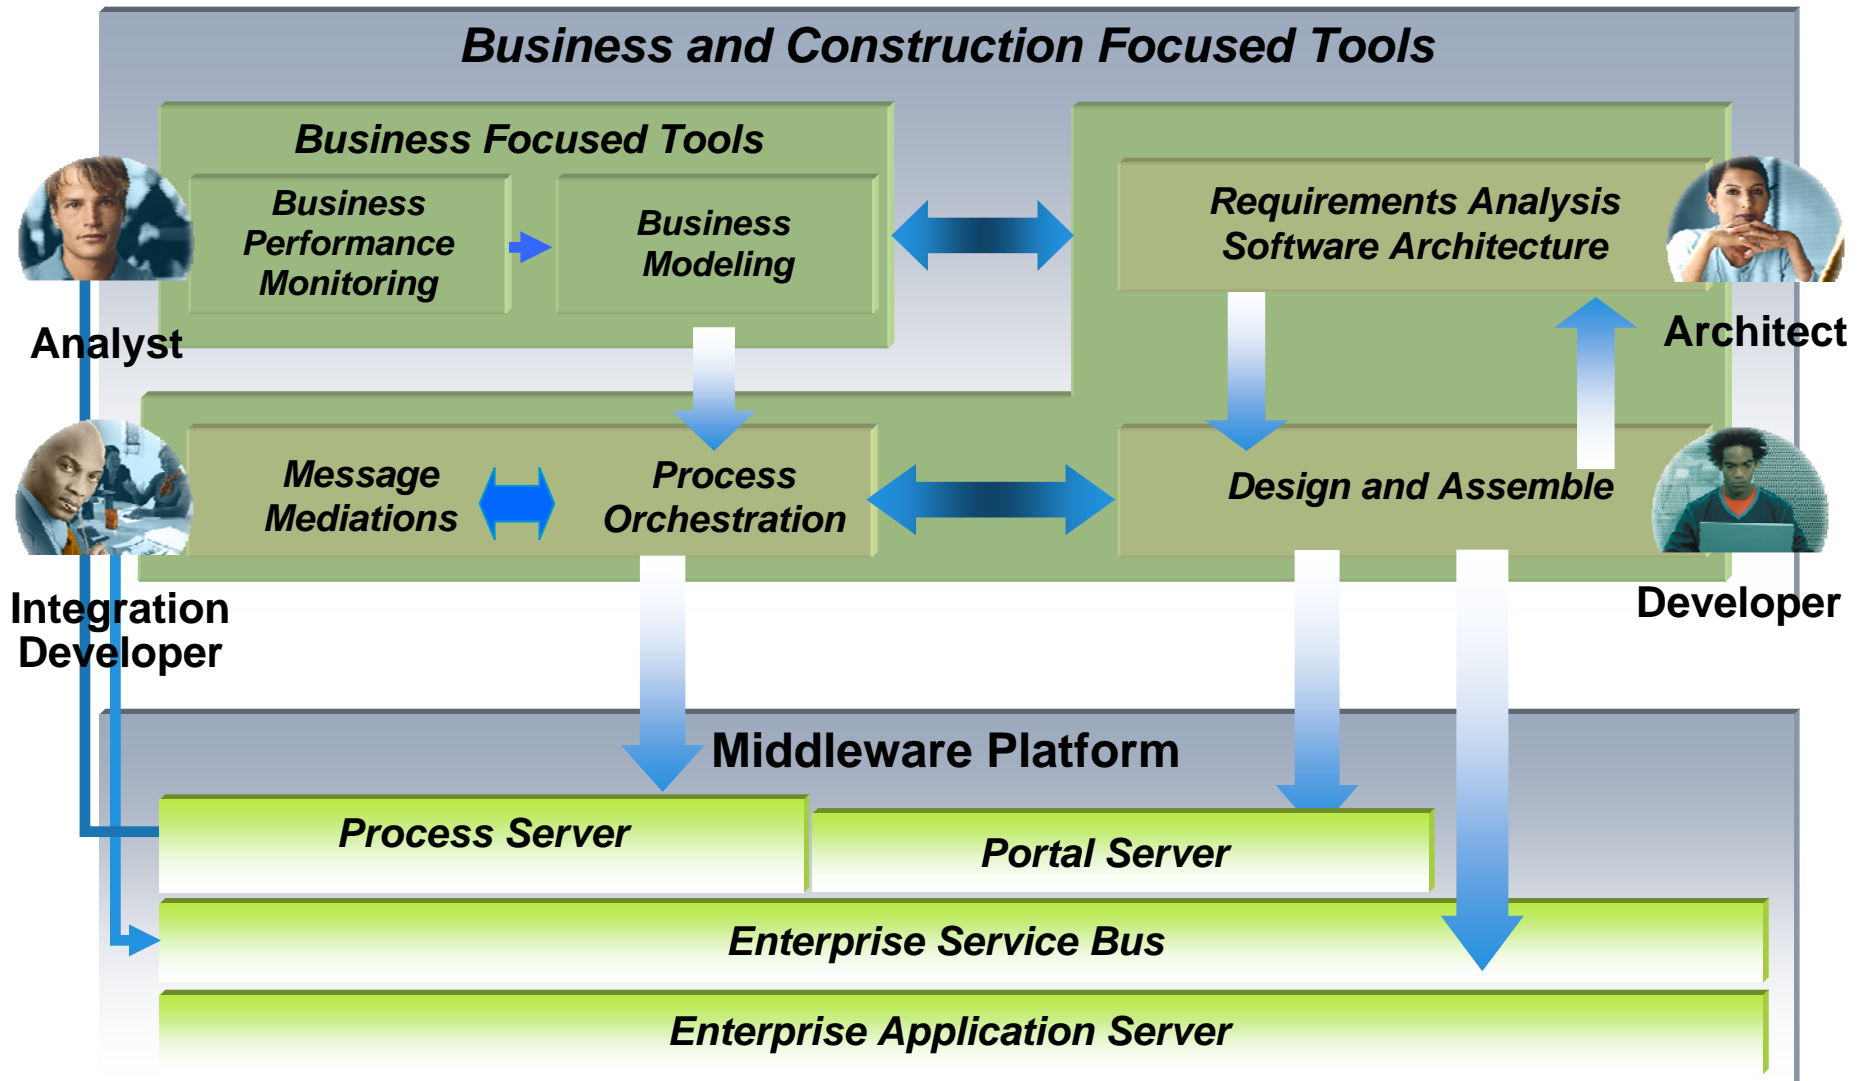 Business and Construction Focused Tools
Business Focused Tools
Business
Performance
Monitoring
Business
Modeling
Requirements Analysis
Software Architecture
Analyst
Architect
Message
Mediations
Process
Orchestration
Design and Assemble
Integration
Developer
Developer
Middleware Platform
Process Server
Portal Server
Enterprise Service Bus
Enterprise Application Server